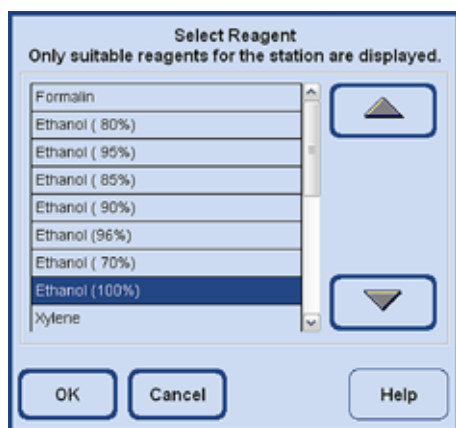 Select Reagent
Only suitable reagents for the station are displayed.
Formalin
Ethanol ( 80%)
Ethanol ( 95%)
Ethanol ( 85%)
Ethanol ( 90%)
Ethanol (96%)
Ethanol ( 70%)
Ethanol (100%)
Xylene
OK
Cancel
Help